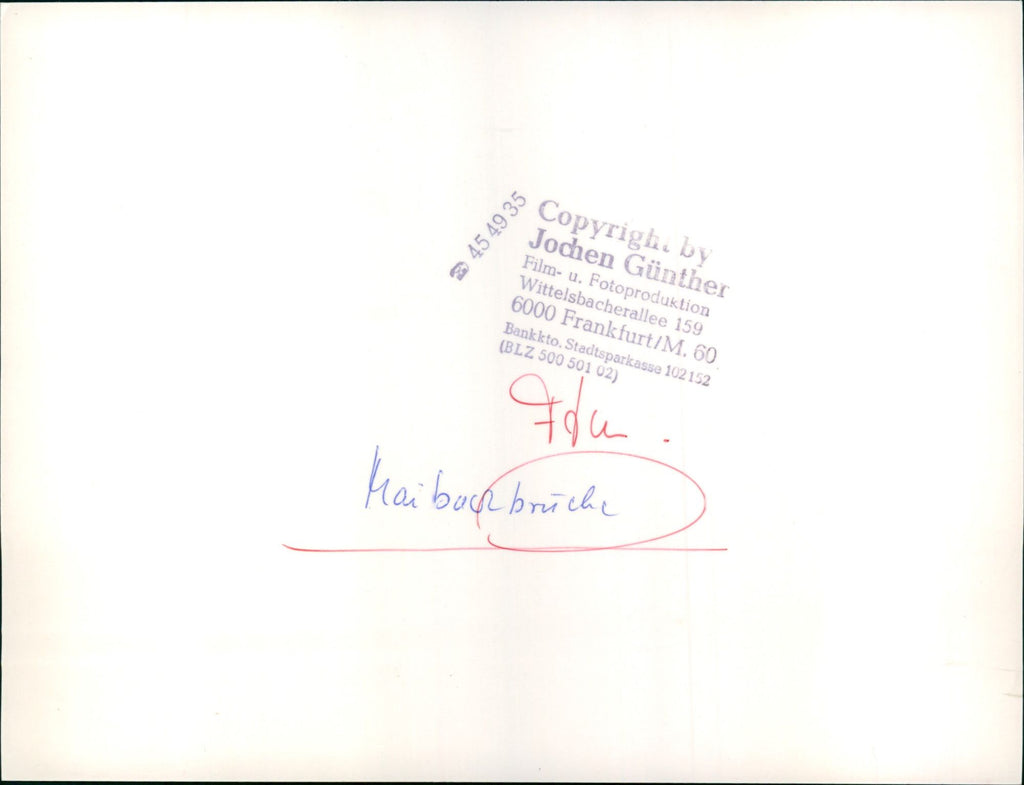 ☎ 45 49 35
Copyright by
Jochen Günther
Film- u. Fotoproduktion
Wittelsbacherallee 159
6000 Frankfurt/M. 60
Bankkto. Stadtsparkasse 102152
(BLZ 500 501 02)
Maibachbrücke